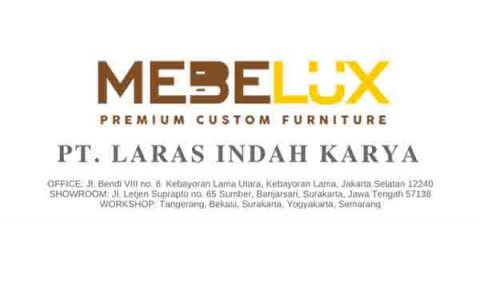 MEBELUX
PREMIUM CUSTOM FURNITURE
PT. LARAS INDAH KARYA
OFFICE: Jl. Bendi VIII no. 8 Kebayoran Lama Utara, Kebayoran Lama, Jakarta Selatan 12240
SHOWROOM: Jl. Letjen Suprapto no. 65 Sumber, Banjarsari, Surakarta, Jawa Tengah 57138
WORKSHOP: Tangerang, Bekasi, Surakarta, Yogyakarta, Semarang